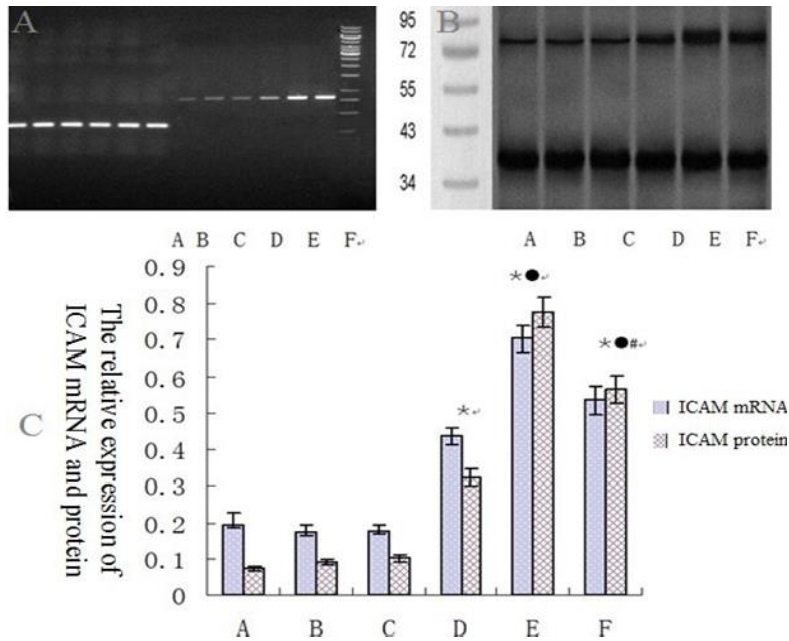 A
B
95
72
55
43
34
A B C D E F↵
A B C D E F↵
The relative expression of
ICAM mRNA and protein
C
0.9
0.8
0.7
0.6
0.5
0.4
0.3
0.2
0.1
0
*↵
*●↵
*●#↵
ICAM mRNA
ICAM protein
A B C D E F